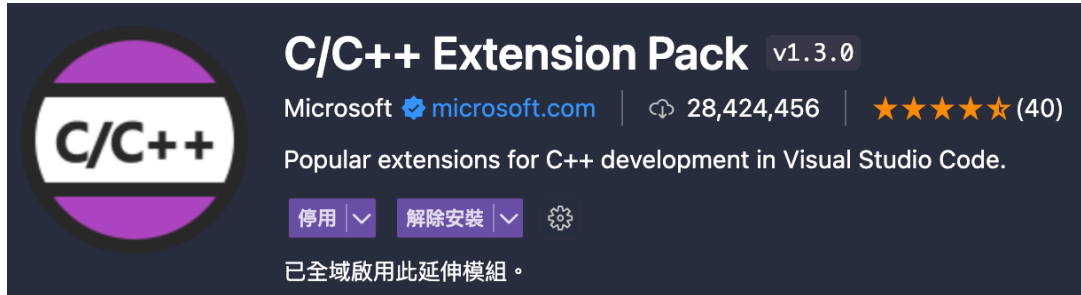 C/C++
C/C++ Extension Pack v1.3.0
Microsoft microsoft.com 28,424,456 (40)
Popular extensions for C++ development in Visual Studio Code.
停用 解除安裝
已全域啟用此延伸模組。